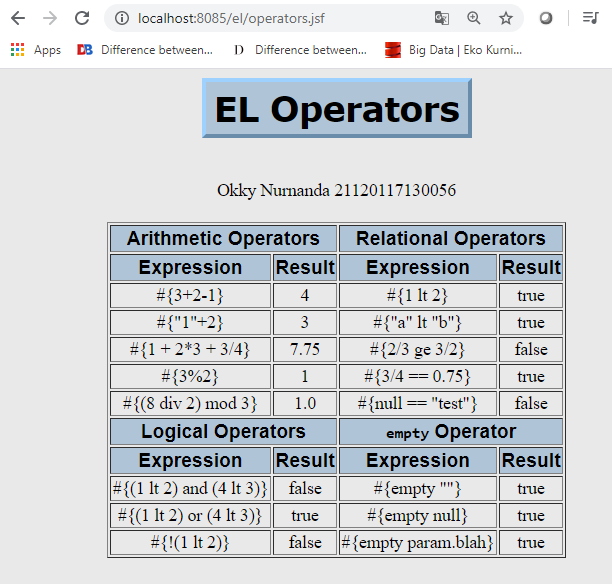 localhost:8085/el/operators.jsf
Apps DB Difference between... D Difference between... Big Data | Eko Kurni...
EL Operators
Okky Nurnanda 21120117130056
Arithmetic Operators Relational Operators
Expression Result Expression Result
#{3+2-1} 4 #{1 lt 2} true
#{"1"+2} 3 #{"a" lt "b"} true
#{1 + 2*3 + 3/4} 7.75 #{2/3 ge 3/2} false
#{3%2} 1 #{3/4 == 0.75} true
#{(8 div 2) mod 3} 1.0 #{null == "test"} false
Logical Operators empty Operator
Expression Result Expression Result
#{(1 lt 2) and (4 lt 3)} false #{empty ""} true
#{(1 lt 2) or (4 lt 3)} true #{empty null} true
#{!(1 lt 2)} false #{empty param.blah} true